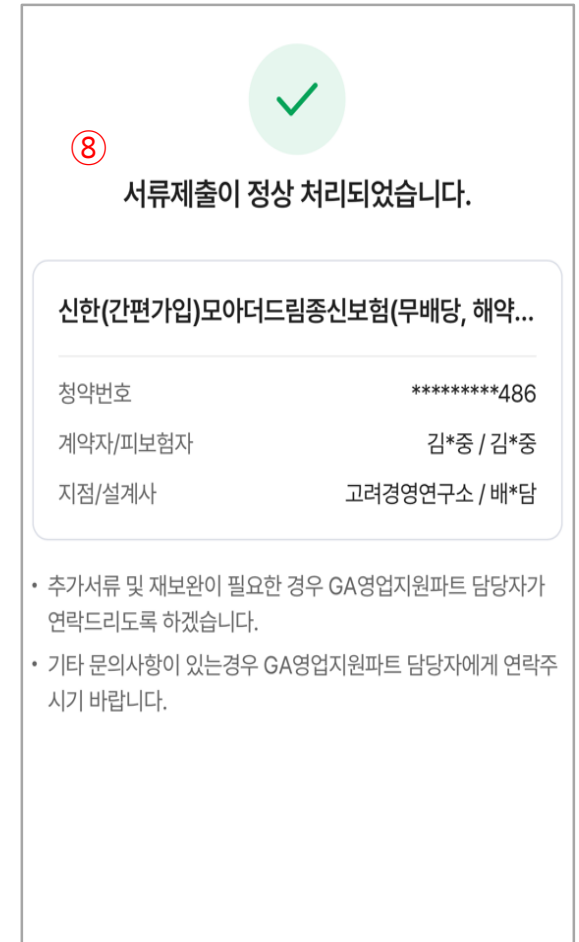 ⑧
서류제출이 정상 처리되었습니다.
신한(간편가입)모아더드림종신보험(무배당, 해약...
청약번호 *********486
계약자/피보험자 김*중 / 김*중
지점/설계사 고려경영연구소 / 배*담
• 추가서류 및 재보완이 필요한 경우 GA영업지원파트 담당자가
연락드리도록 하겠습니다.
• 기타 문의사항이 있는경우 GA영업지원파트 담당자에게 연락주
시기 바랍니다.